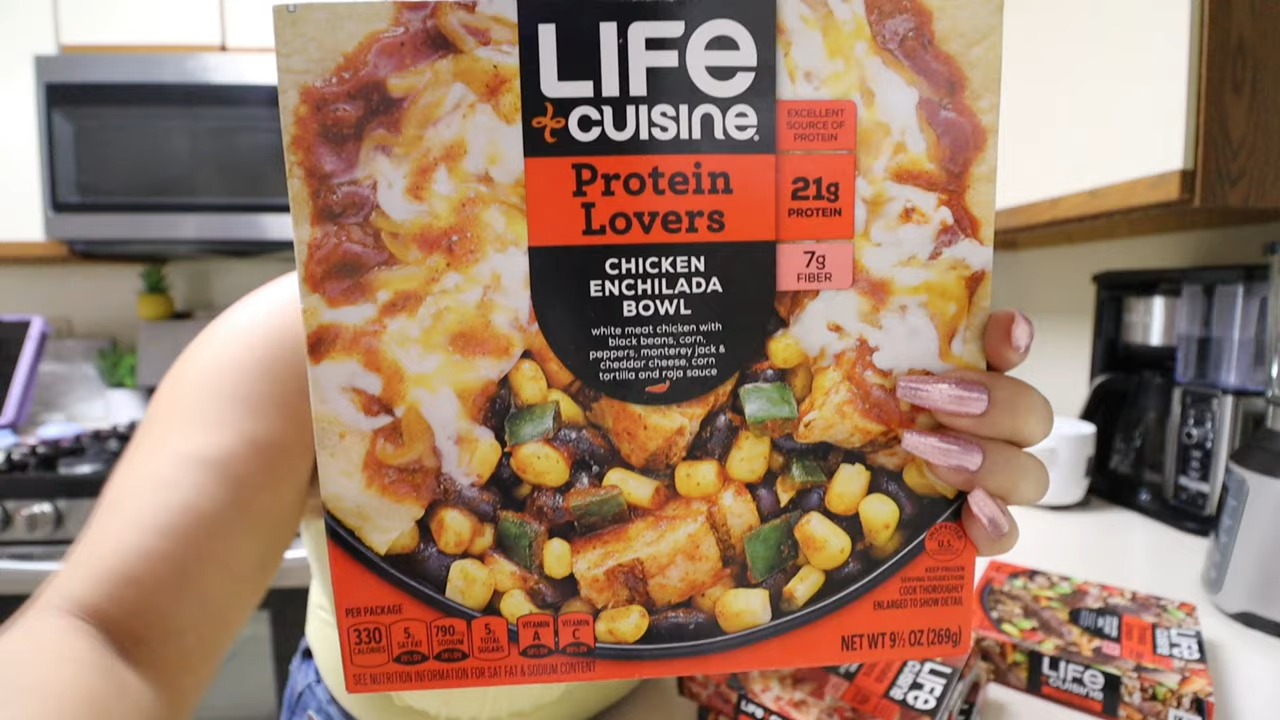 LIFe
CUISIne
Protein
Lovers
EXCELLENT
SOURCE OF
PROTEIN
21g
PROTEIN
7g
FIBER
CHICKEN
ENCHILADA
BOWL
white meat chicken with
black beans, corn,
peppers, monterey jack &
cheddar cheese, corn
tortilla and roja sauce
INSPECTED
U.S.
KEEP FROZEN
SERVING SUGGESTION
COOK THOROUGHLY
ENLARGED TO SHOW DETAIL
PER PACKAGE
330
CALORIES
5g
SAT FAT
790mg
SODIUM
5g
TOTAL
SUGARS
VITAMIN
A
VITAMIN
C
NET WT 9½ OZ (269g)
SEE NUTRITION INFORMATION FOR SAT FAT & SODIUM CONTENT
LIFe
CUISIne
LIFe
LIFe
CUISIne